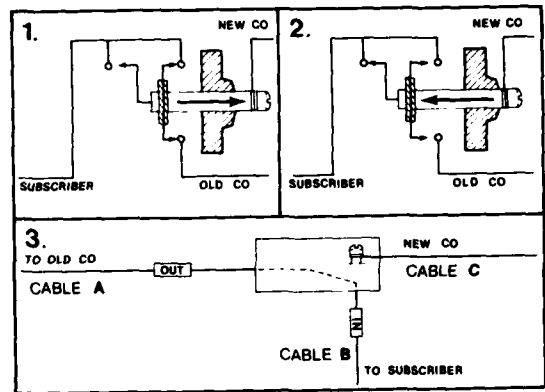 1.
NEW CO
SUBSCRIBER
OLD CO
2.
NEW CO
SUBSCRIBER
OLD CO
3.
TO OLD CO
OUT
NEW CO
CABLE A
CABLE C
IN
CABLE B
TO SUBSCRIBER